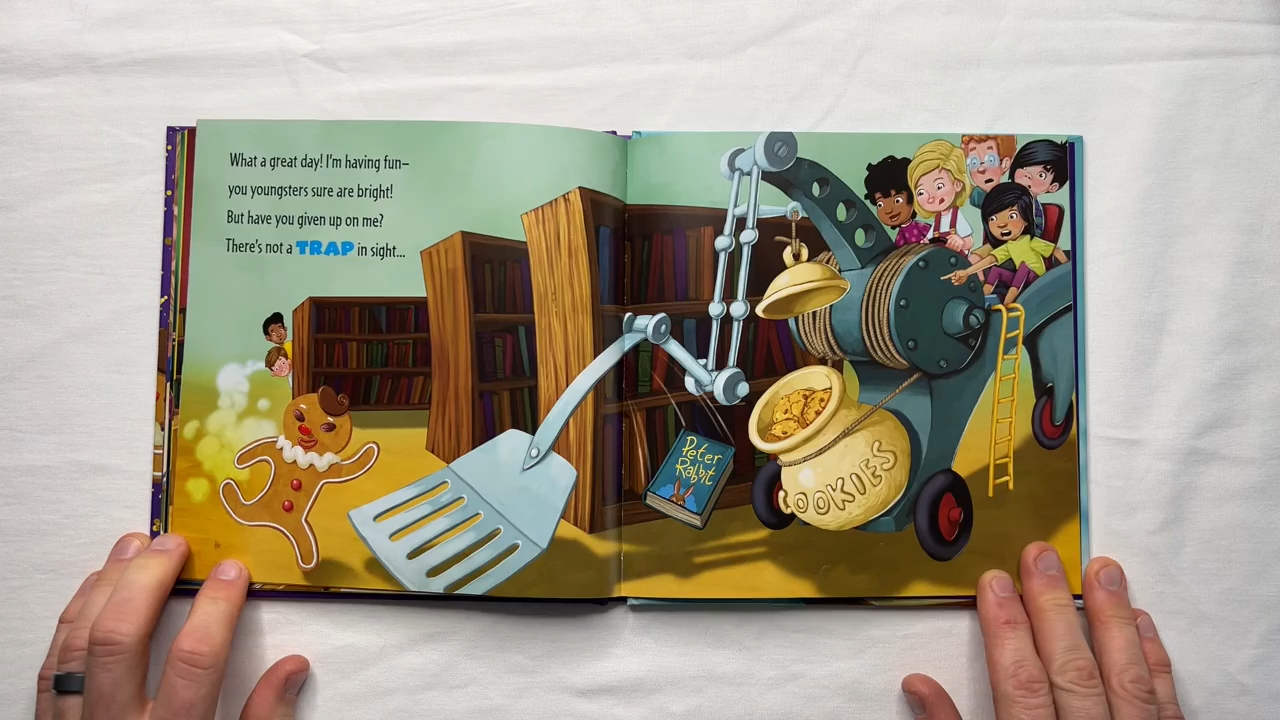 What a great day! I'm having fun–
you youngsters sure are bright!
But have you given up on me?
There's not a TRAP in sight...
Peter
Rabbit
COOKIES